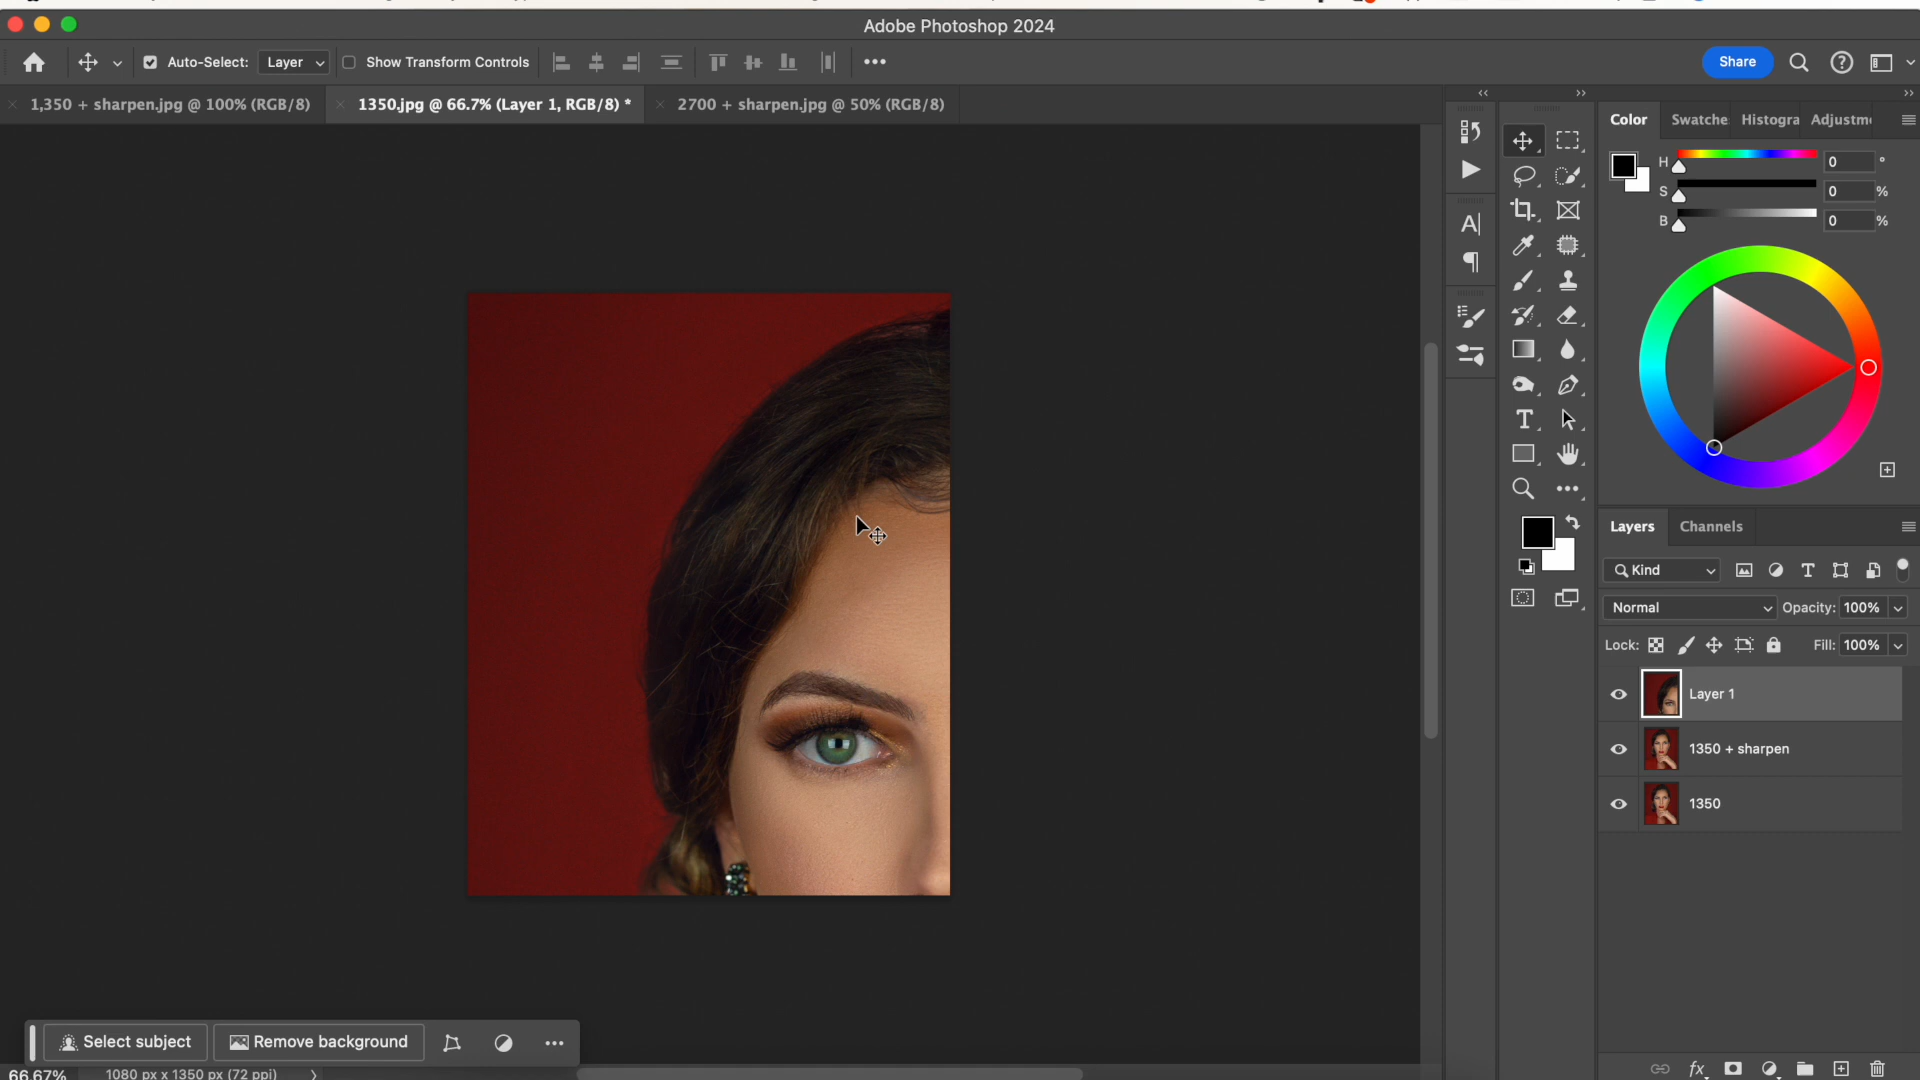 Adobe Photoshop 2024
Auto-Select: Layer Show Transform Controls Share
1,350 + sharpen.jpg @ 100% (RGB/8)
1350.jpg @ 66.7% (Layer 1, RGB/8) *
2700 + sharpen.jpg @ 50% (RGB/8)
Color Swatche Histogra Adjustme
H 0 °
S 0 %
B 0 %
Layers Channels
Kind
Normal Opacity: 100%
Lock: Fill: 100%
Layer 1
1350 + sharpen
1350
Select subject Remove background
66.67% 1080 px x 1350 px (72 ppi)